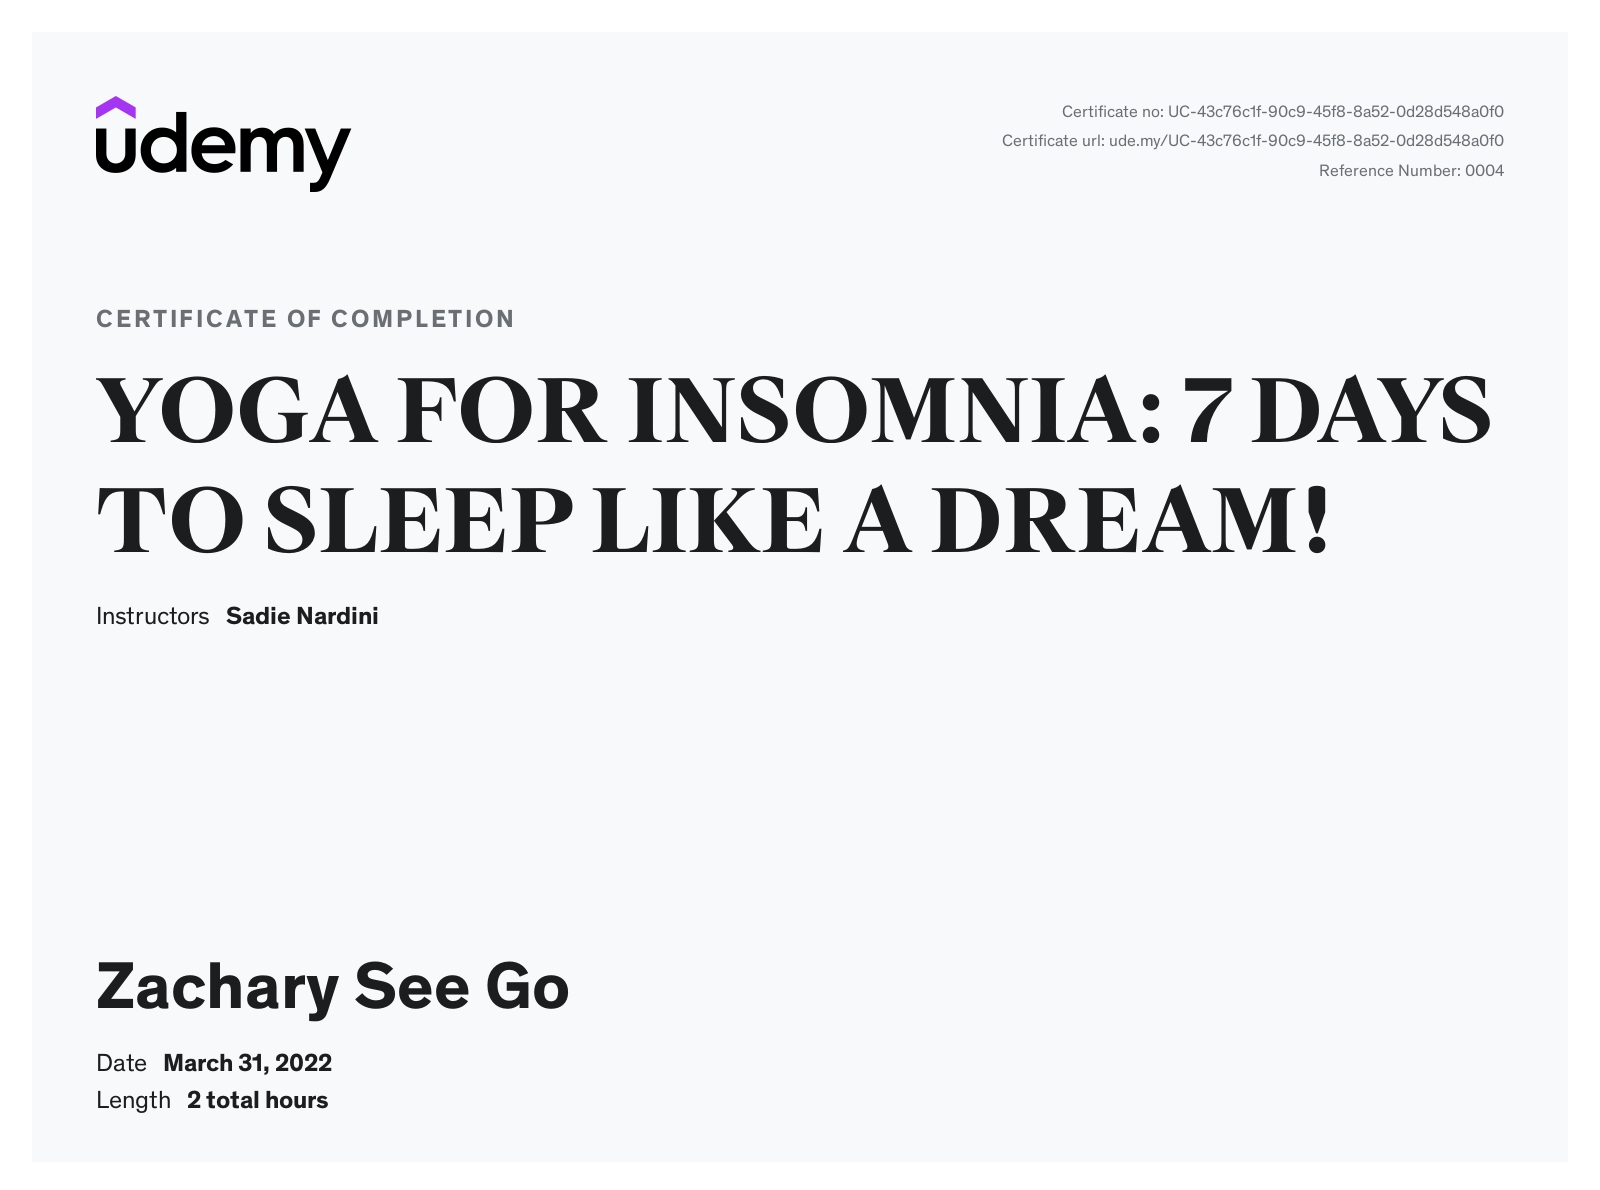 udemy
Certificate no: UC-43c76c1f-90c9-45f8-8a52-0d28d548a0f0
Certificate url: ude.my/UC-43c76c1f-90c9-45f8-8a52-0d28d548a0f0
Reference Number: 0004
CERTIFICATE OF COMPLETION
YOGA FOR INSOMNIA: 7 DAYS
TO SLEEP LIKE A DREAM!
Instructors Sadie Nardini
Zachary See Go
Date March 31, 2022
Length 2 total hours